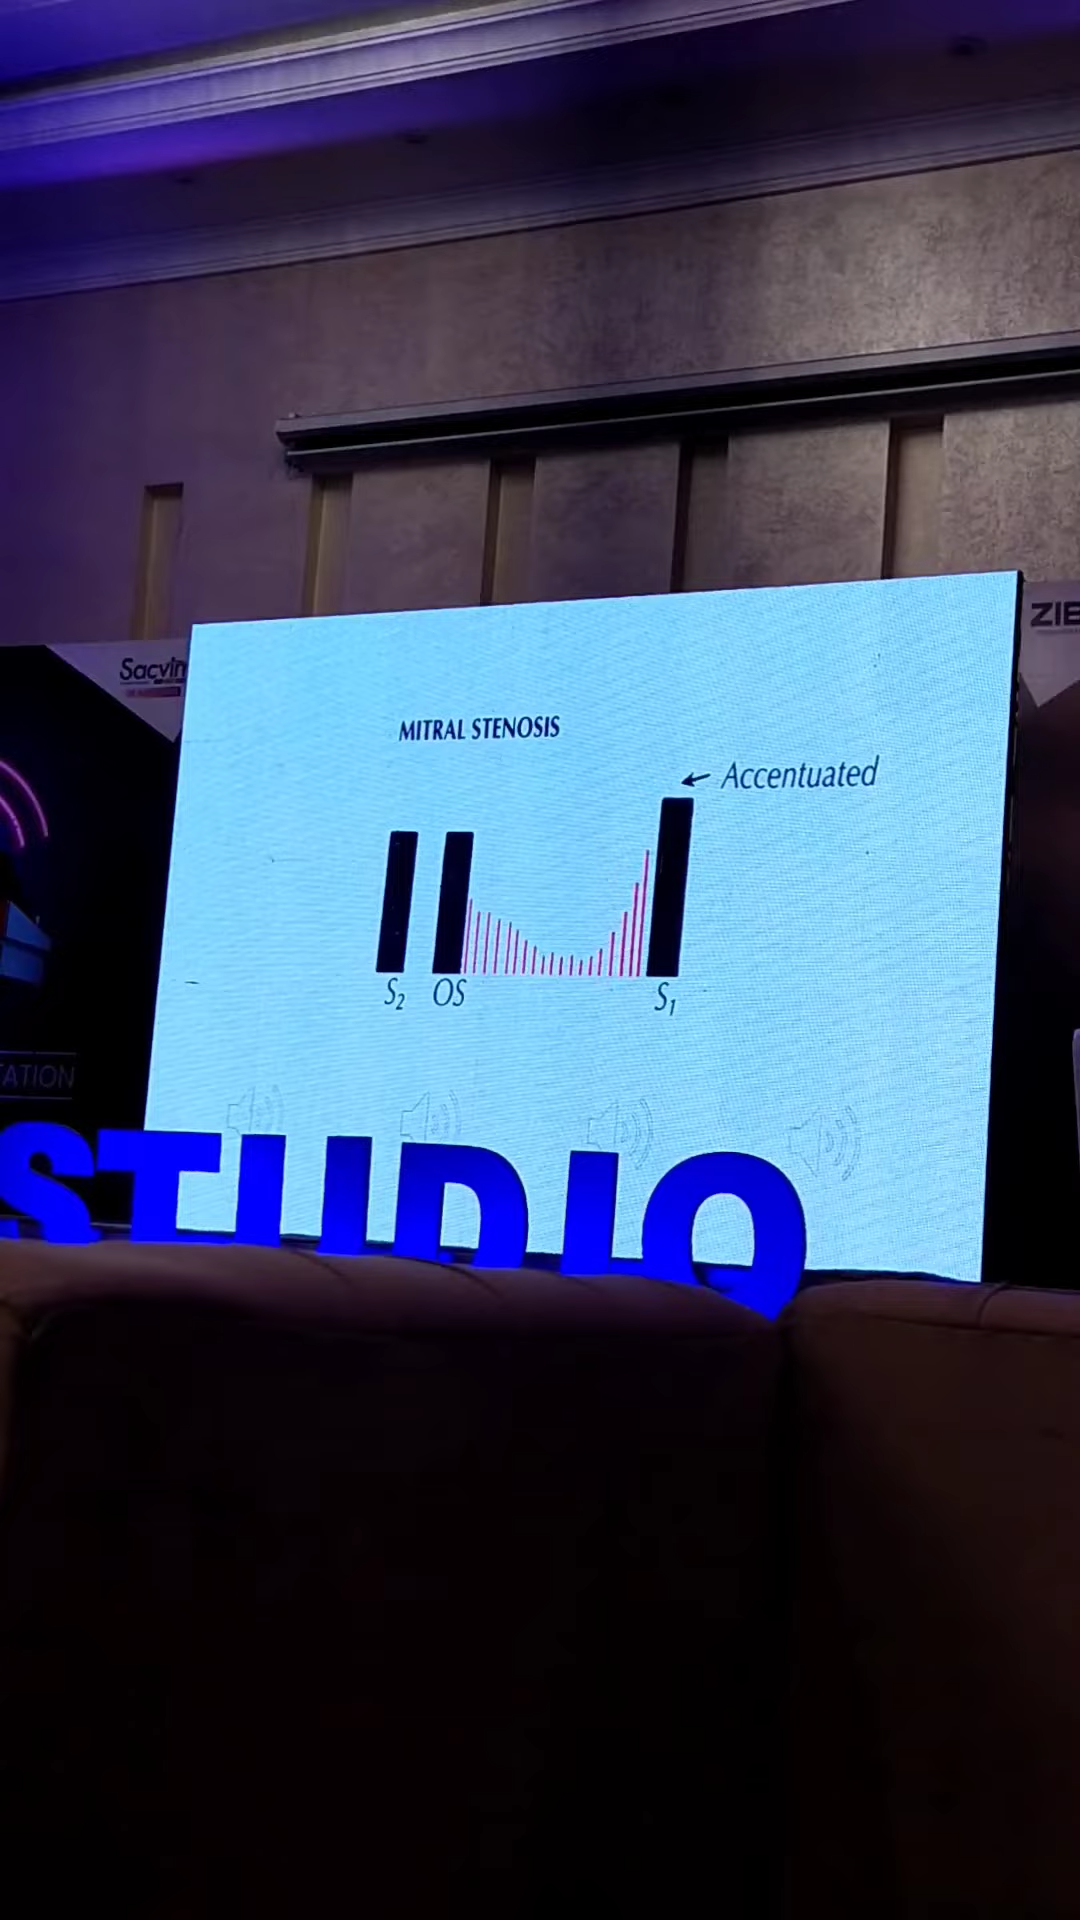 Sacvin
ZIE
MITRAL STENOSIS
← Accentuated
S₂ OS S₁
TATION
STUDIO